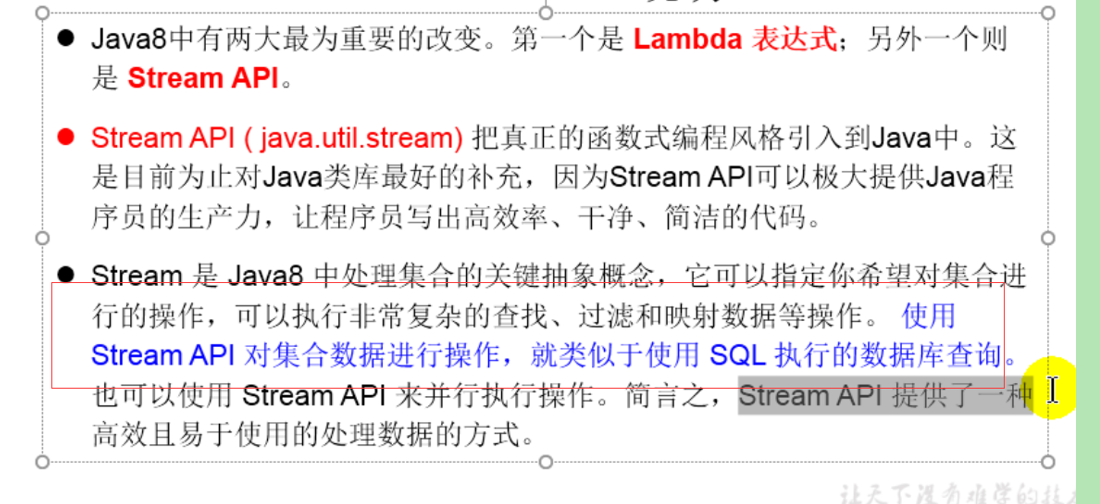 Java8中有两大最为重要的改变。第一个是 Lambda 表达式；另外一个则
是 Stream API。
Stream API ( java.util.stream) 把真正的函数式编程风格引入到Java中。这
是目前为止对Java类库最好的补充，因为Stream API可以极大提供Java程
序员的生产力，让程序员写出高效率、干净、简洁的代码。
Stream 是 Java8 中处理集合的关键抽象概念，它可以指定你希望对集合进
行的操作，可以执行非常复杂的查找、过滤和映射数据等操作。 使用
Stream API 对集合数据进行操作，就类似于使用 SQL 执行的数据库查询。
也可以使用 Stream API 来并行执行操作。简言之，Stream API 提供了一种
高效且易于使用的处理数据的方式。
让天下没有难学的技